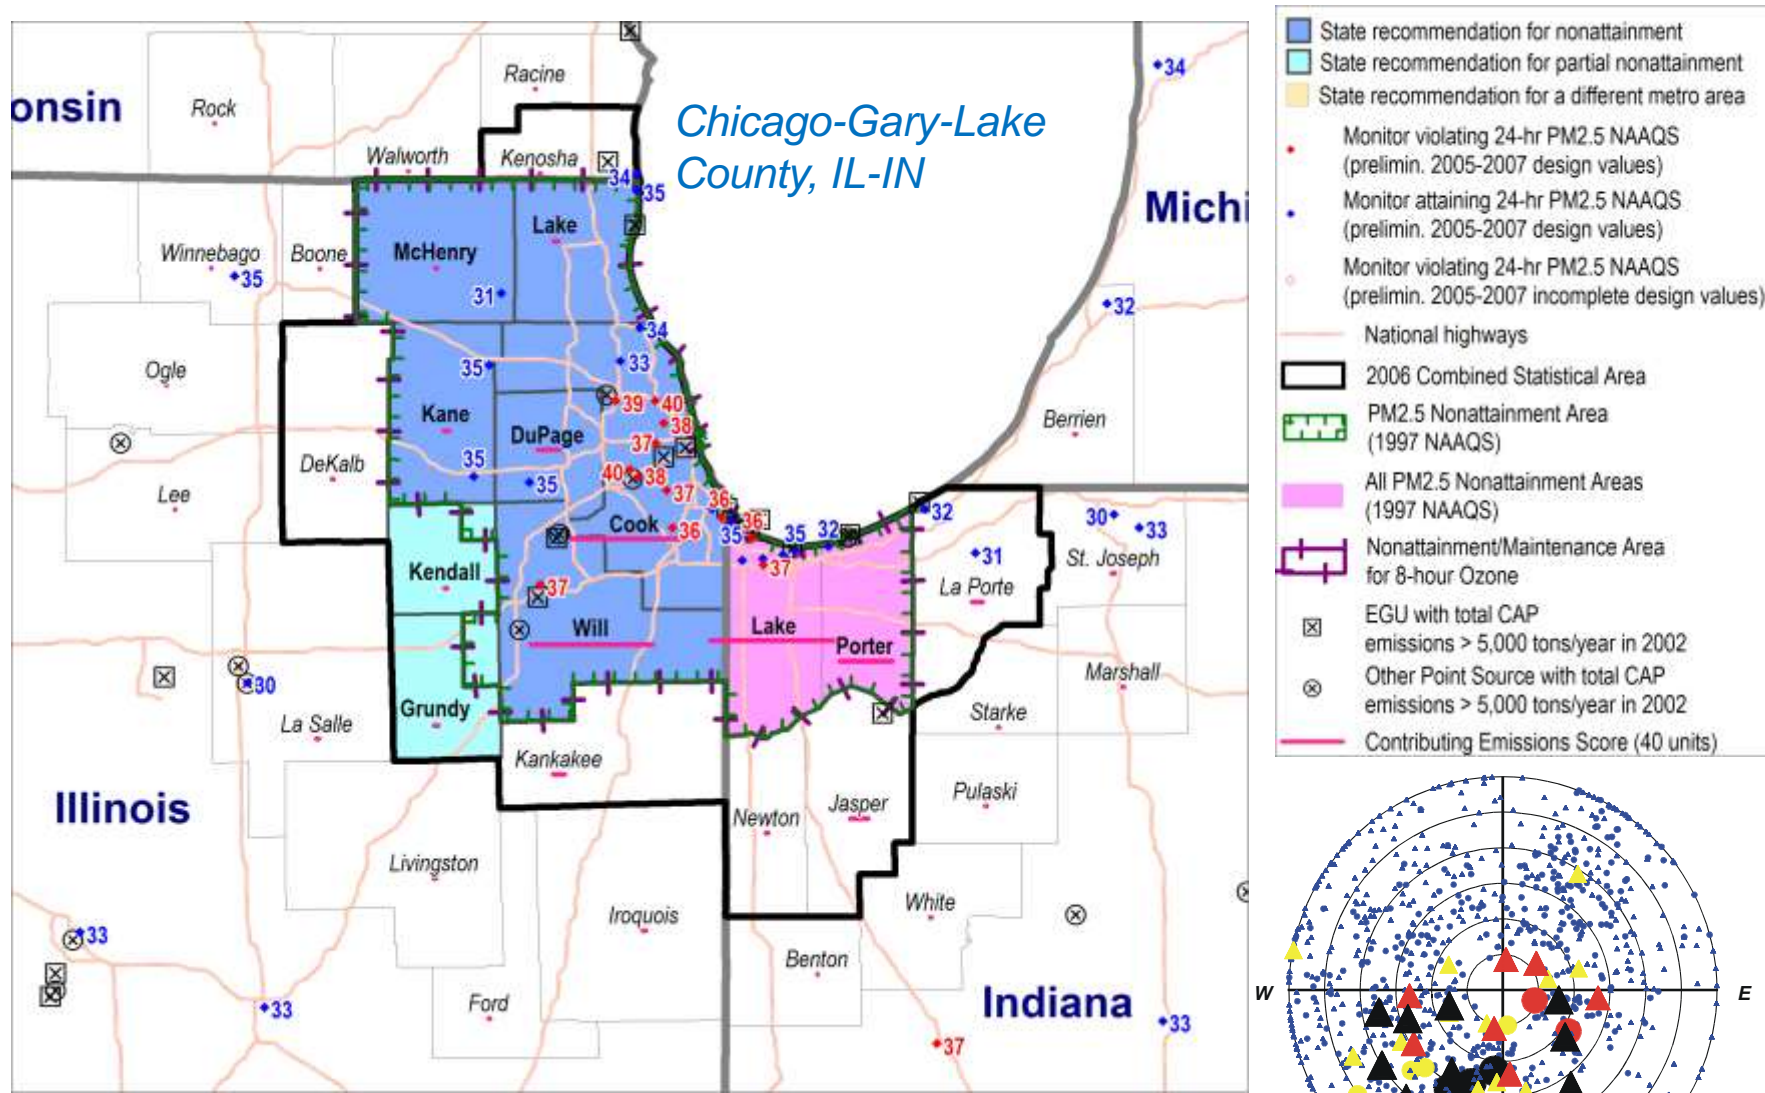 Chicago-Gary-Lake
County, IL-IN
onsin
Rock
Racine
Walworth
Kenosha
34
35
34
Michi
Winnebago
35
Boone
McHenry
Lake
31
32
34
33
35
Ogle
Kane
DuPage
39
40
38
37
Berrien
DeKalb
35
35
40
38
37
Lee
Cook
36
36
36
35
35
32
32
30
33
31
St. Joseph
La Porte
Kendall
37
37
Will
Lake
Porter
Marshall
30
La Salle
Grundy
Starke
Kankakee
Illinois
Newton
Jasper
Pulaski
Livingston
Iroquois
White
33
Benton
Ford
Indiana
33
37
33
State recommendation for nonattainment
State recommendation for partial nonattainment
State recommendation for a different metro area
Monitor violating 24-hr PM2.5 NAAQS
(prelimin. 2005-2007 design values)
Monitor attaining 24-hr PM2.5 NAAQS
(prelimin. 2005-2007 design values)
Monitor violating 24-hr PM2.5 NAAQS
(prelimin. 2005-2007 incomplete design values)
National highways
2006 Combined Statistical Area
PM2.5 Nonattainment Area
(1997 NAAQS)
All PM2.5 Nonattainment Areas
(1997 NAAQS)
Nonattainment/Maintenance Area
for 8-hour Ozone
EGU with total CAP
emissions > 5,000 tons/year in 2002
Other Point Source with total CAP
emissions > 5,000 tons/year in 2002
Contributing Emissions Score (40 units)
W
E